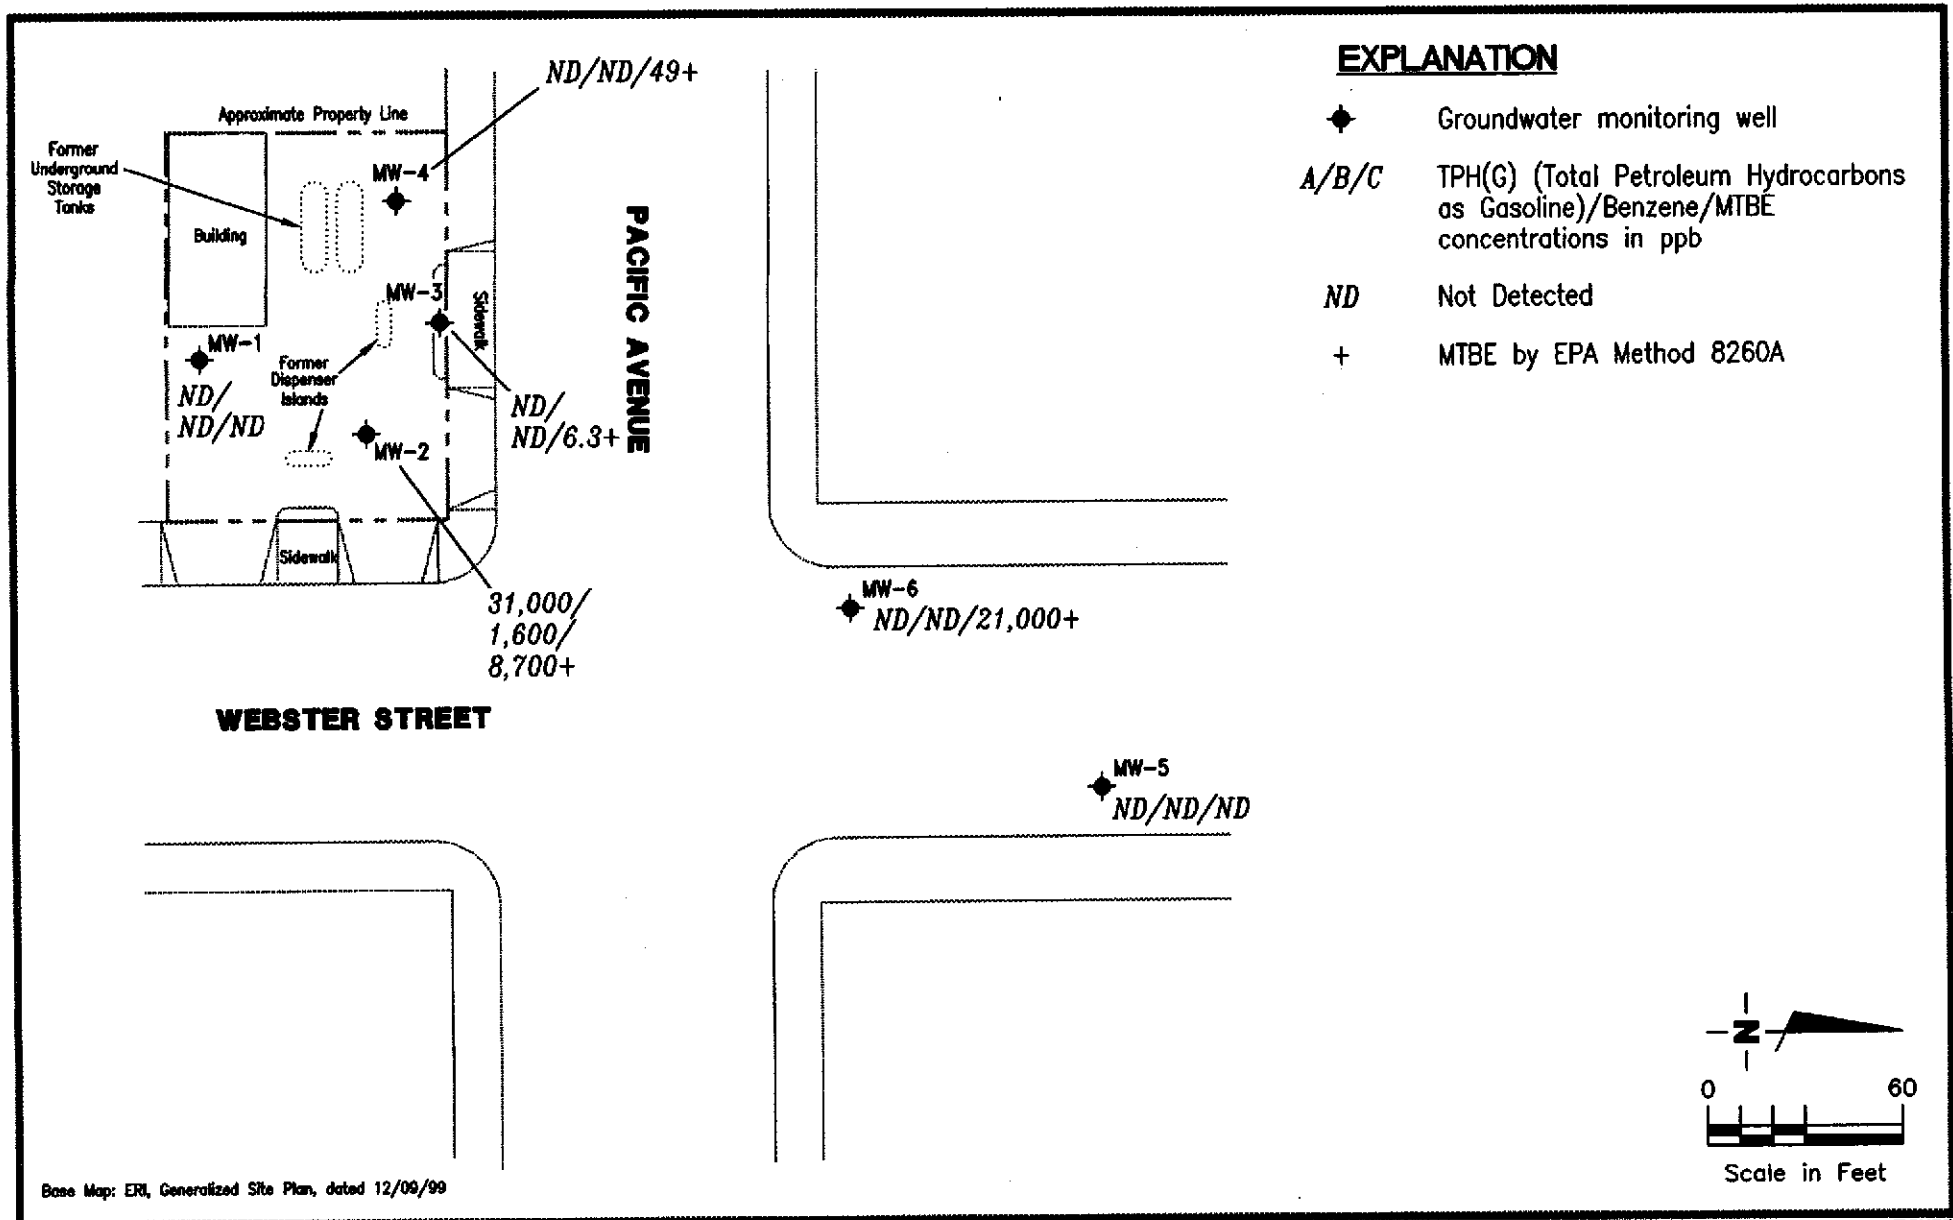 EXPLANATION
Groundwater monitoring well
A/B/C
TPH(G) (Total Petroleum Hydrocarbons
as Gasoline)/Benzene/MTBE
concentrations in ppb
ND
Not Detected
+
MTBE by EPA Method 8260A
ND/ND/49+
Approximate Property Line
Former
Underground
Storage
Tanks
MW-4
Building
MW-3
Sidewalk
PACIFIC AVENUE
MW-1
ND/
ND/ND
Former
Dispenser
Islands
ND/
ND/6.3+
MW-2
Sidewalk
31,000/
1,600/
8,700+
MW-6
ND/ND/21,000+
WEBSTER STREET
MW-5
ND/ND/ND
N
0
60
Scale in Feet
Base Map: ERI, Generalized Site Plan, dated 12/09/99